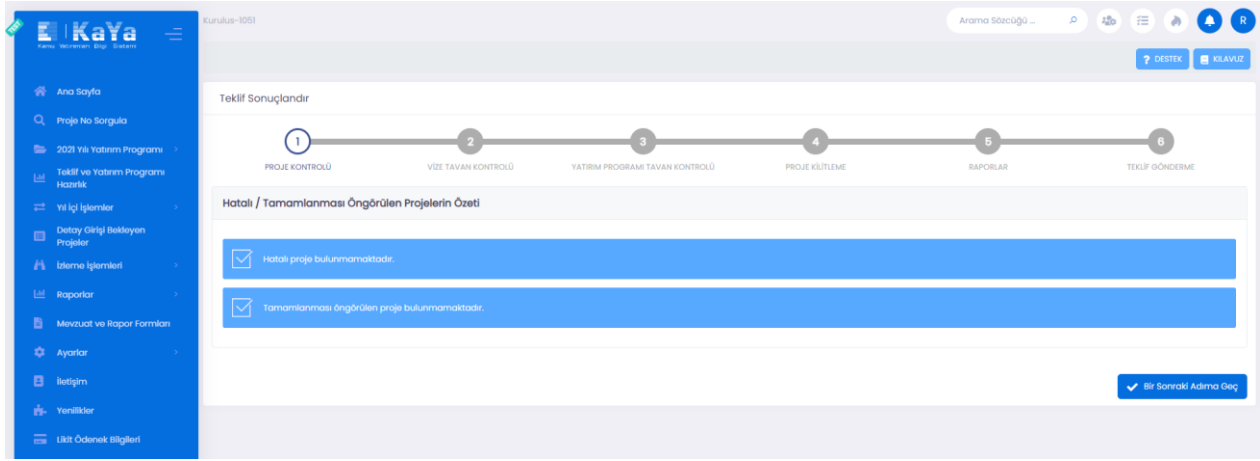 TEST
KaYa
Kamu Yatırımları Bilgi Sistemi
Kurulus-1051
Arama Sözcüğü ...
R
? DESTEK
KILAVUZ
Ana Sayfa
Proje No Sorgula
2021 Yılı Yatırım Programı
Teklif ve Yatırım Programı
Hazırlık
Yıl İçi İşlemler
Detay Girişi Bekleyen
Projeler
İzleme İşlemleri
Raporlar
Mevzuat ve Rapor Formları
Ayarlar
İletişim
Yenilikler
Likit Ödenek Bilgileri
Teklif Sonuçlandır
1
2
3
4
5
6
PROJE KONTROLÜ
VİZE TAVAN KONTROLÜ
YATIRIM PROGRAMI TAVAN KONTROLÜ
PROJE KİLİTLEME
RAPORLAR
TEKLİF GÖNDERME
Hatalı / Tamamlanması Öngörülen Projelerin Özeti
Hatalı proje bulunmamaktadır.
Tamamlanması öngörülen proje bulunmamaktadır.
Bir Sonraki Adıma Geç